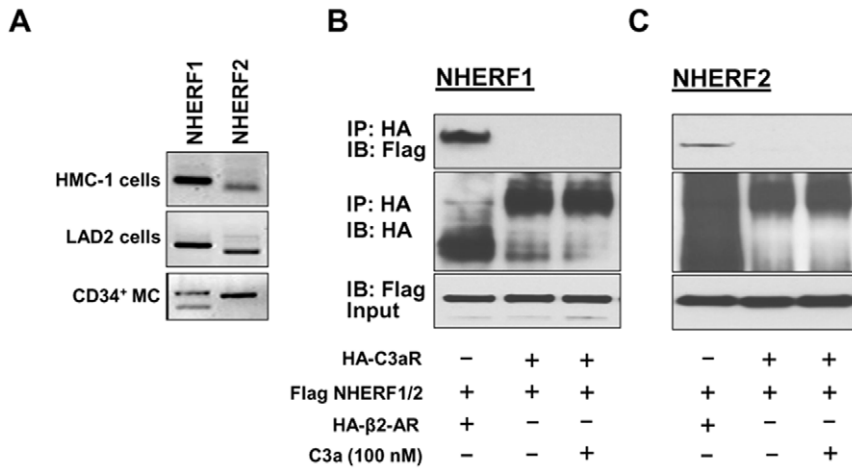 A
B
C
NHERF1
NHERF2
HMC-1 cells
LAD2 cells
CD34⁺ MC
NHERF1
NHERF2
IP: HA
IB: Flag
IP: HA
IB: HA
IB: Flag
Input
HA-C3aR − + + − + +
Flag NHERF1/2 + + + + + +
HA-β2-AR + − − + − −
C3a (100 nM) − − + − − +